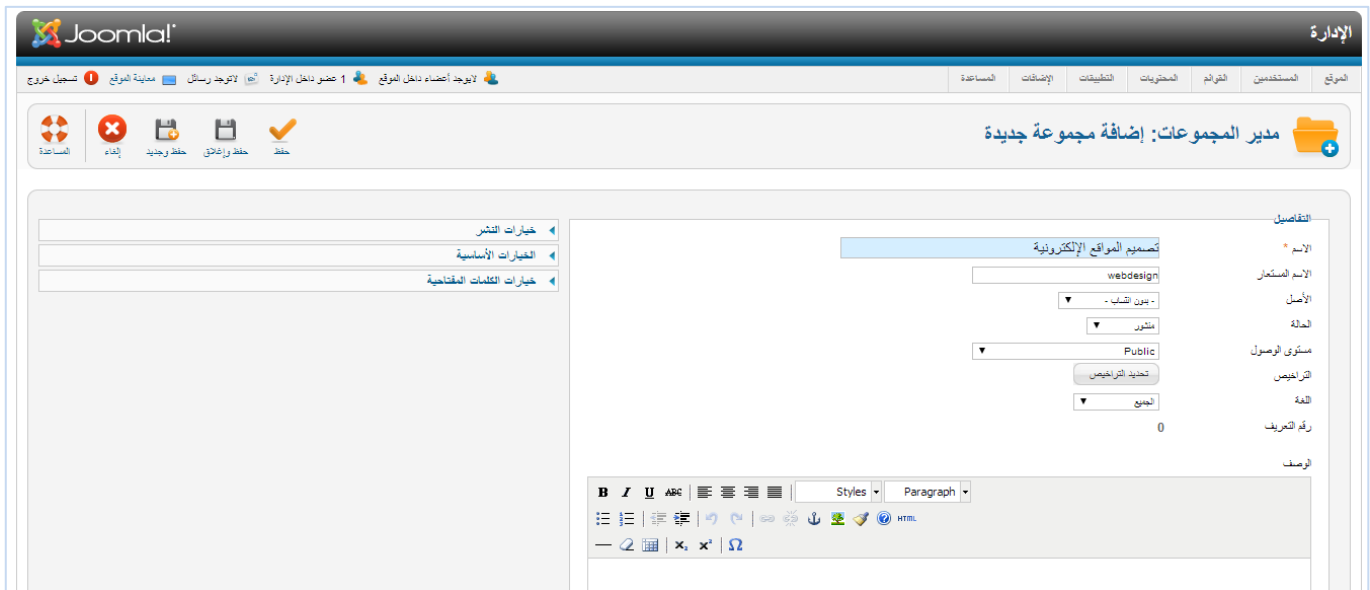 الإدارة
Joomla!
الموقع المستخدمين القوائم المحتويات التطبيقات الإضافات المساعدة
لايوجد أعضاء داخل الموقع 1 عضو داخل الإدارة لاتوجد رسائل معاينة الموقع تسجيل خروج
مدير المجموعات: إضافة مجموعة جديدة
حفظ حفظ وإغلاق حفظ وجديد إلغاء المساعدة
التفاصيل
الاسم * تصميم المواقع الإلكترونية
الاسم المستعار webdesign
الأصل - بدون انتساب -
الحالة منشور
مستوى الوصول Public
التراخيص تحديد التراخيص
اللغة الجميع
رقم التعريف 0
الوصف
B I U ABC Styles Paragraph
HTML
x₂ x² Ω
خيارات النشر
الخيارات الأساسية
خيارات الكلمات المفتاحية